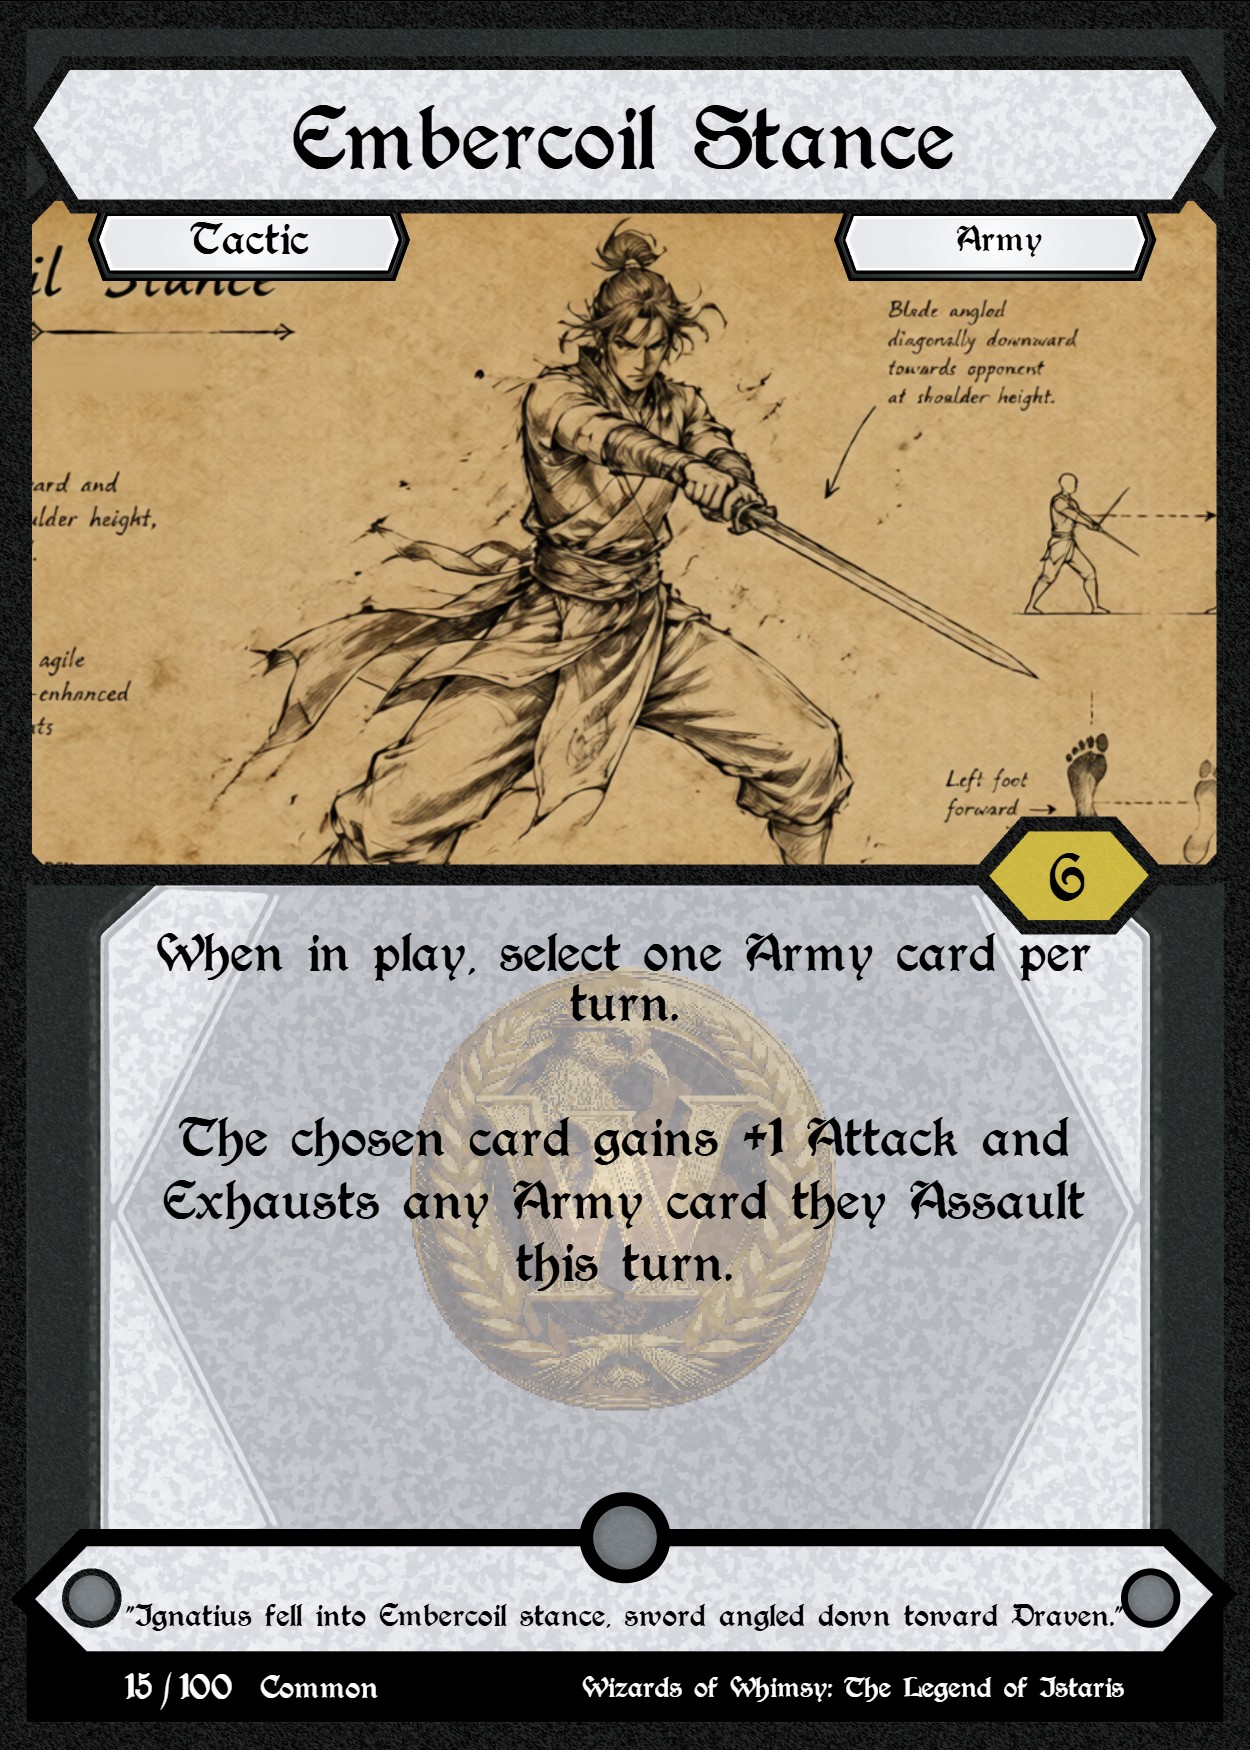 Embercoil Stance
Tactic
Army
il Stance
Blade angled
diagonally downward
towards opponent
at shoulder height.
ard and
ulder height,
agile
-enhanced
Left foot
forward
6
When in play, select one Army card per
turn.
The chosen card gains +1 Attack and
Exhausts any Army card they Assault
this turn.
W
"Ignatius fell into Embercoil stance, sword angled down toward Draven."
15 / 100 Common
Wizards of Whimsy: The Legend of Istaris